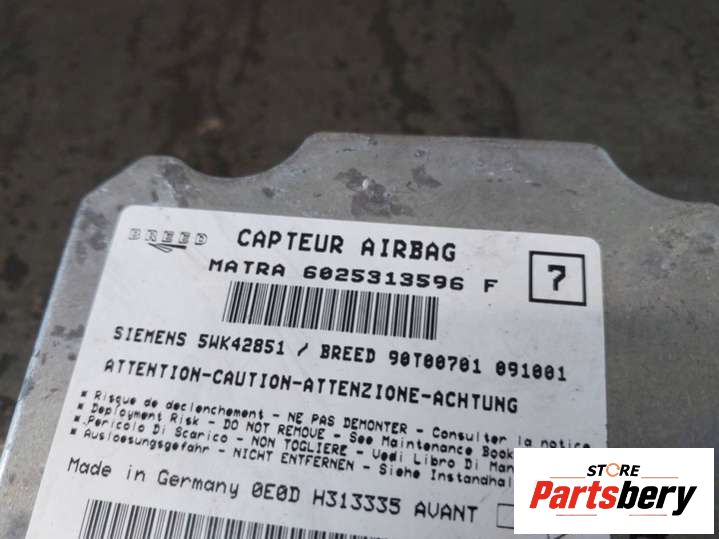 BREED CAPTEUR AIRBAG
MATRA 6025313596 F
7
SIEMENS 5WK42851 / BREED 90T00701 091001
ATTENTION-CAUTION-ATTENZIONE-ACHTUNG
* Risque de declenchement - NE PAS DEMONTER - Consulter la notice
* Deployment Risk - DO NOT REMOVE - See Maintenance Book
* Pericolo Di Scarico - NON TOGLIERE - Vedi Libro Di Man
* Ausloesungsgefahr - NICHT ENTFERNEN - Siehe Instandhal
Made in Germany 0E0D H313335 AVANT
STORE
Partsbery